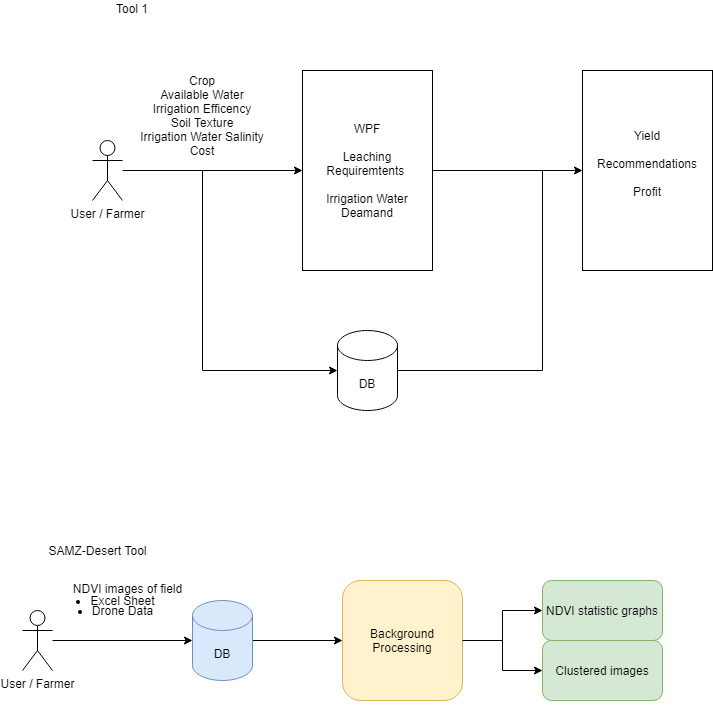 Tool 1
Crop
Available Water
Irrigation Efficency
Soil Texture
Irrigation Water Salinity
Cost
User / Farmer
WPF
Leaching
Requiremtents
Irrigation Water
Deamand
Yield
Recommendations
Profit
DB
SAMZ-Desert Tool
NDVI images of field
• Excel Sheet
• Drone Data
User / Farmer
DB
Background
Processing
NDVI statistic graphs
Clustered images